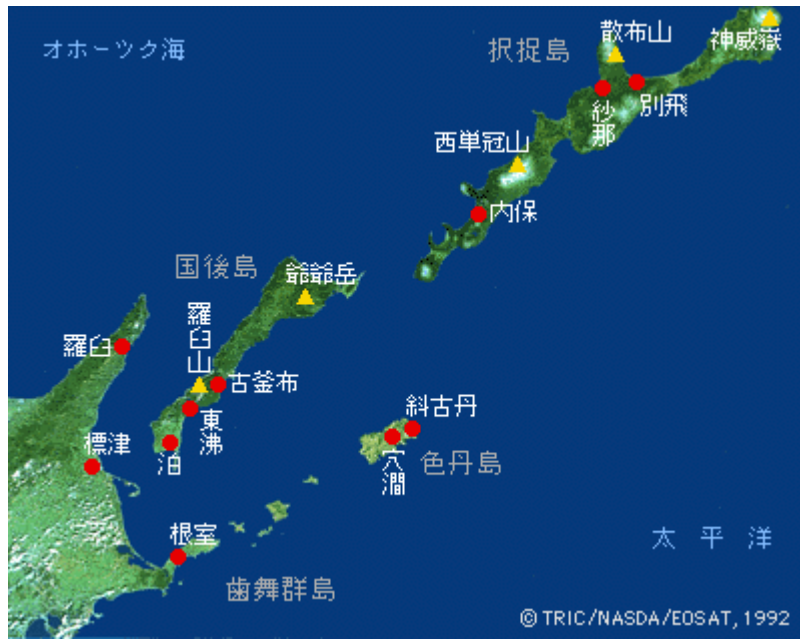 オホーツク海
択捉島
散布山
神威嶽
紗那
別飛
西単冠山
内保
国後島
爺爺岳
羅臼山
羅臼
古釜布
東沸
泊
標津
斜古丹
穴澗
色丹島
根室
歯舞群島
太平洋
© TRIC/NASDA/EOSAT, 1992